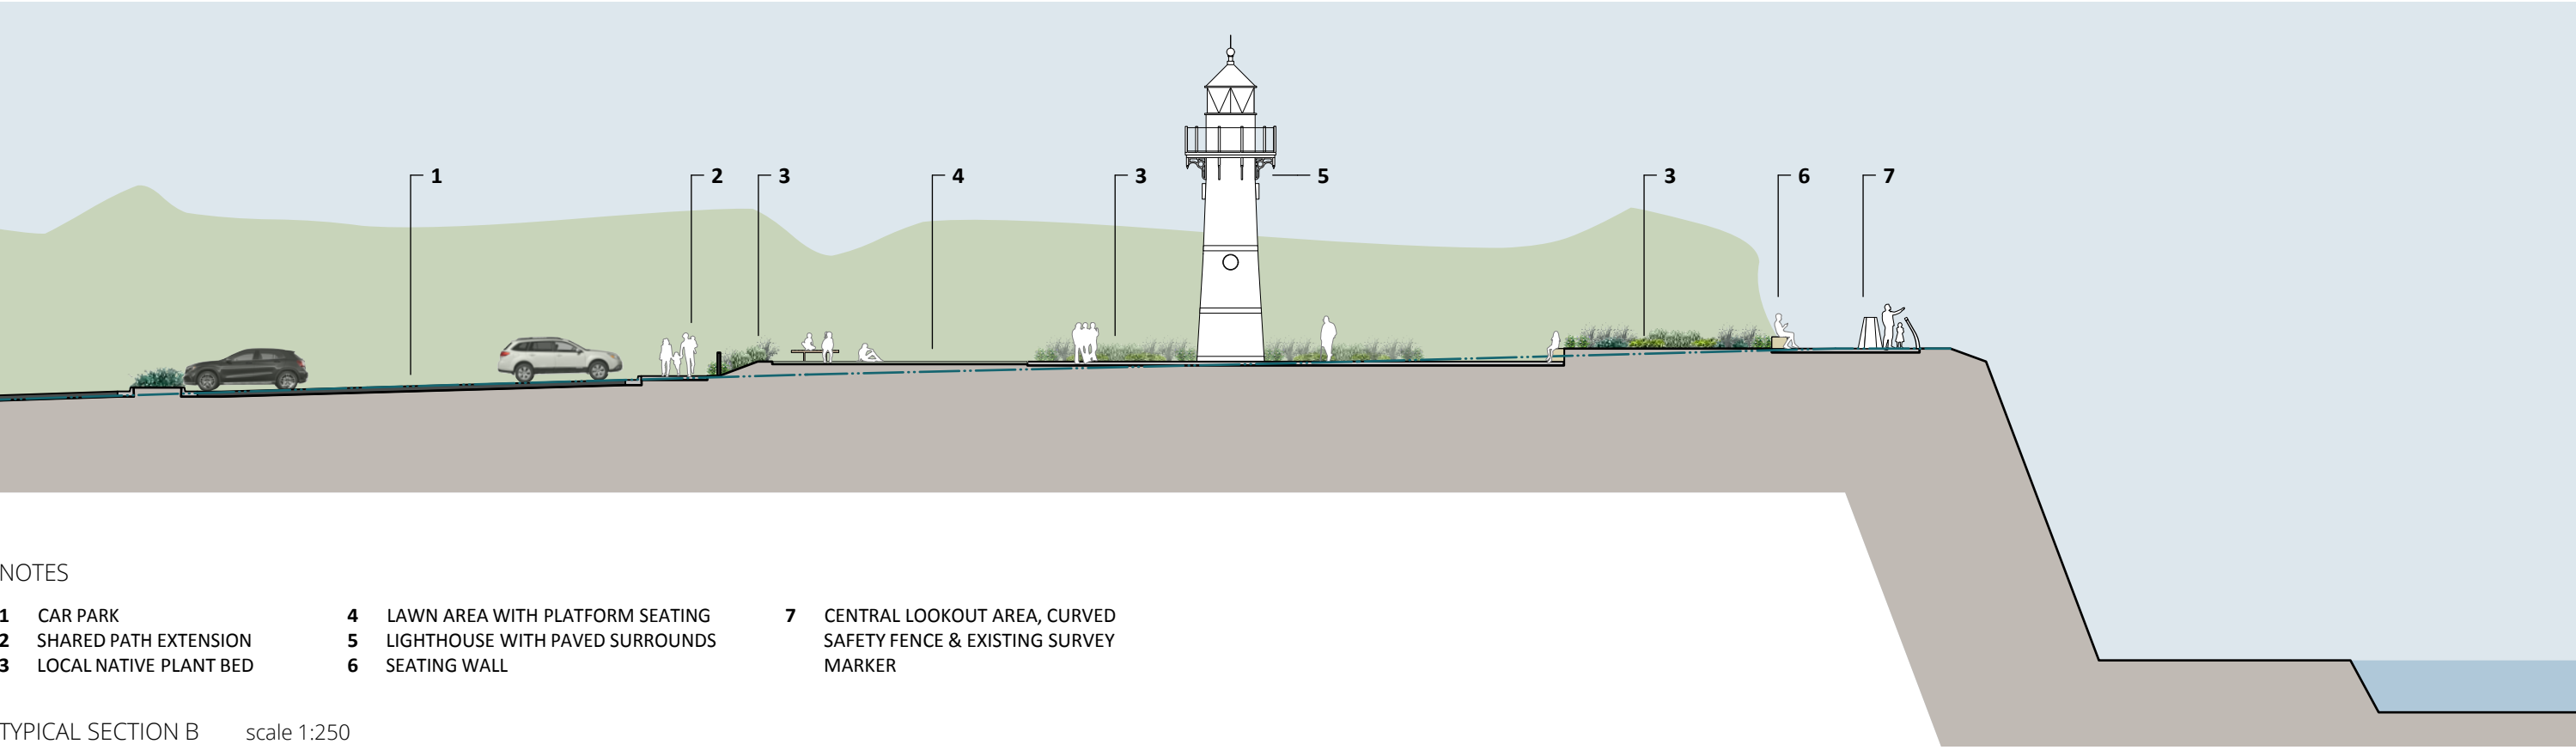 1
2
3
4
3
5
3
6
7
NOTES
1 CAR PARK
2 SHARED PATH EXTENSION
3 LOCAL NATIVE PLANT BED
4 LAWN AREA WITH PLATFORM SEATING
5 LIGHTHOUSE WITH PAVED SURROUNDS
6 SEATING WALL
7 CENTRAL LOOKOUT AREA, CURVED
SAFETY FENCE & EXISTING SURVEY
MARKER
TYPICAL SECTION B scale 1:250